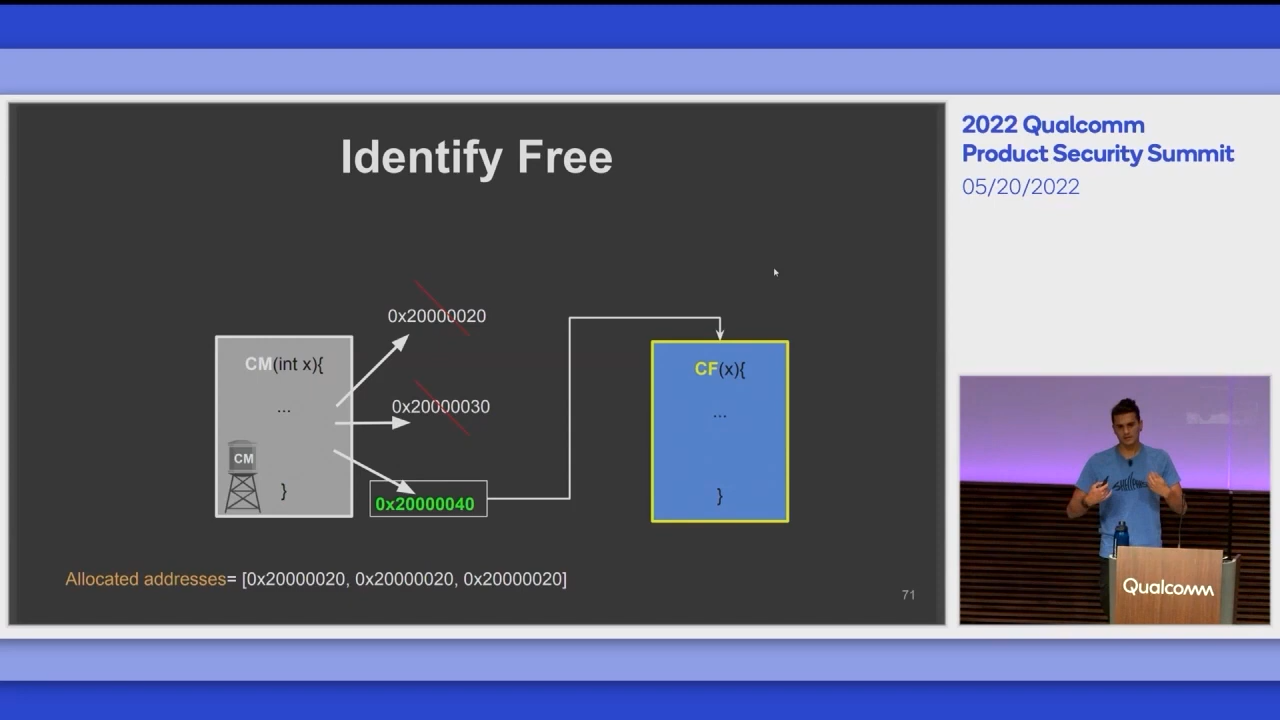 Identify Free
0x20000020
CM(int x){
...
CM
}
0x20000030
0x20000040
CF(x){
...
}
Allocated addresses= [0x20000020, 0x20000020, 0x20000020]
71
2022 Qualcomm
Product Security Summit
05/20/2022
Qualcomm